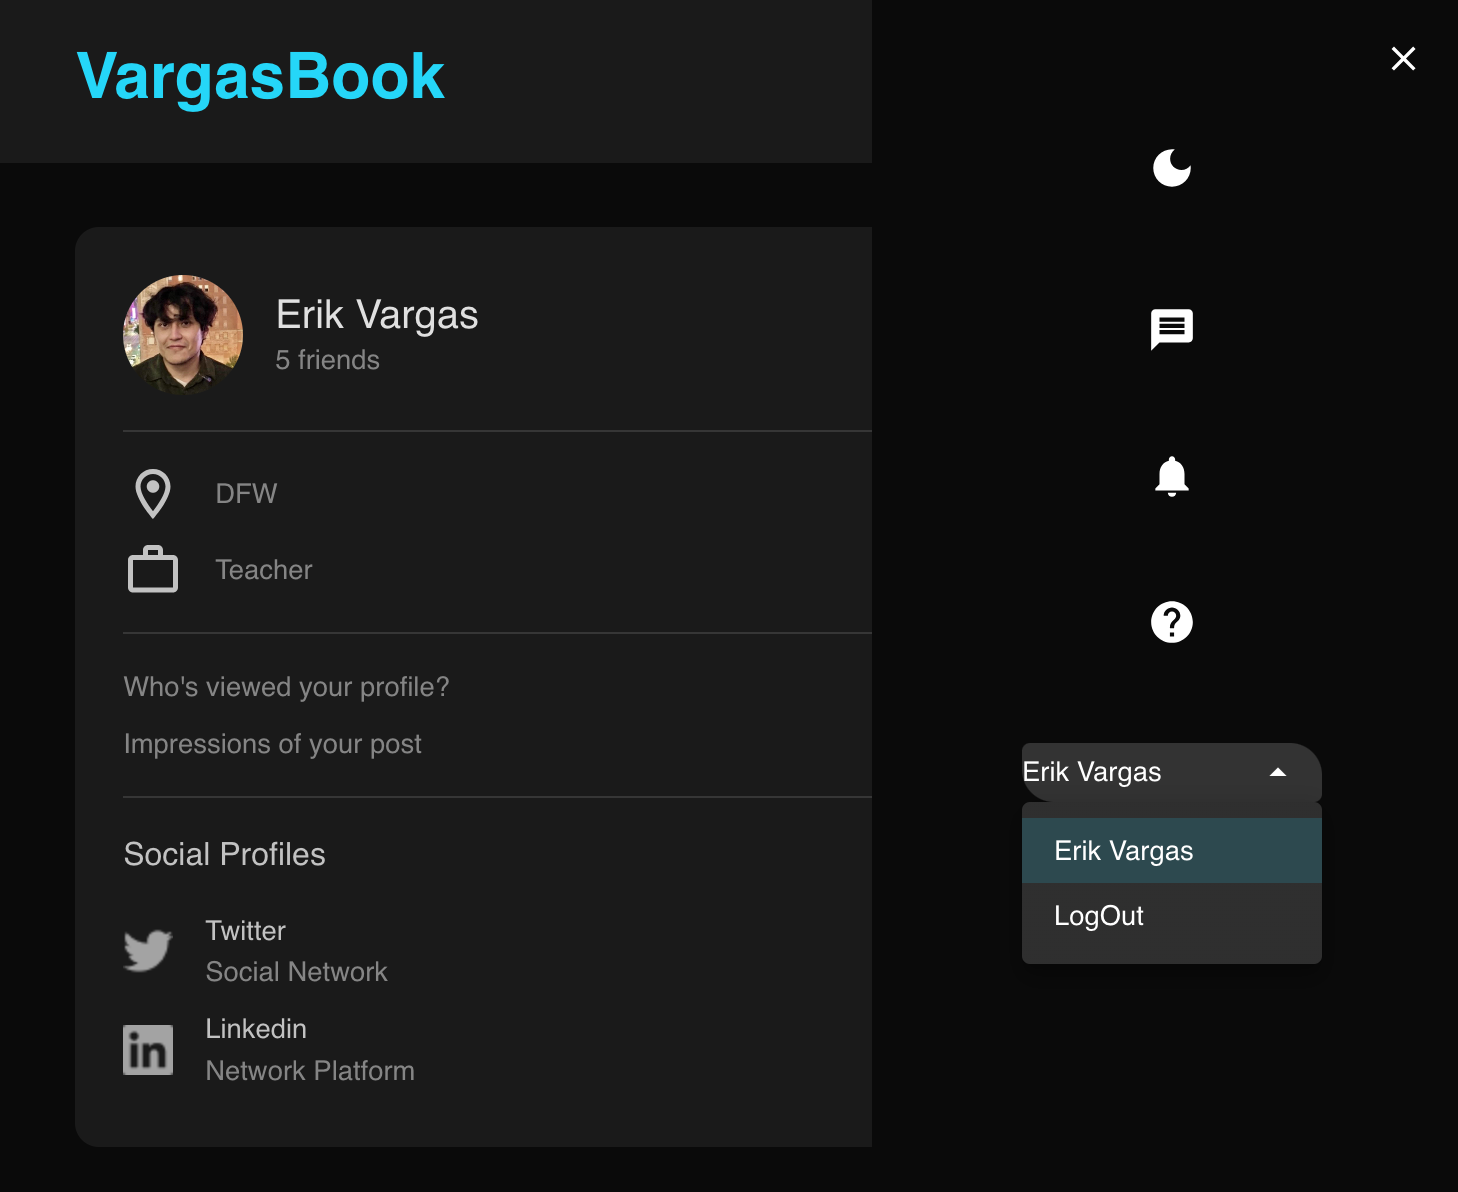 VargasBook
Erik Vargas
5 friends
DFW
Teacher
Who's viewed your profile?
Impressions of your post
Social Profiles
Twitter
Social Network
Linkedin
Network Platform
Erik Vargas
Erik Vargas
LogOut